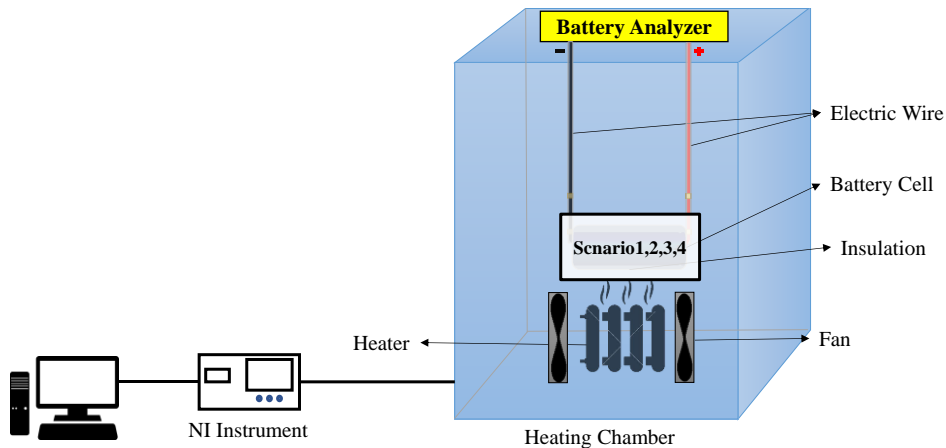 Battery Analyzer
- +
Electric Wire
Battery Cell
Scnario1,2,3,4
Insulation
Heater
Fan
NI Instrument
Heating Chamber